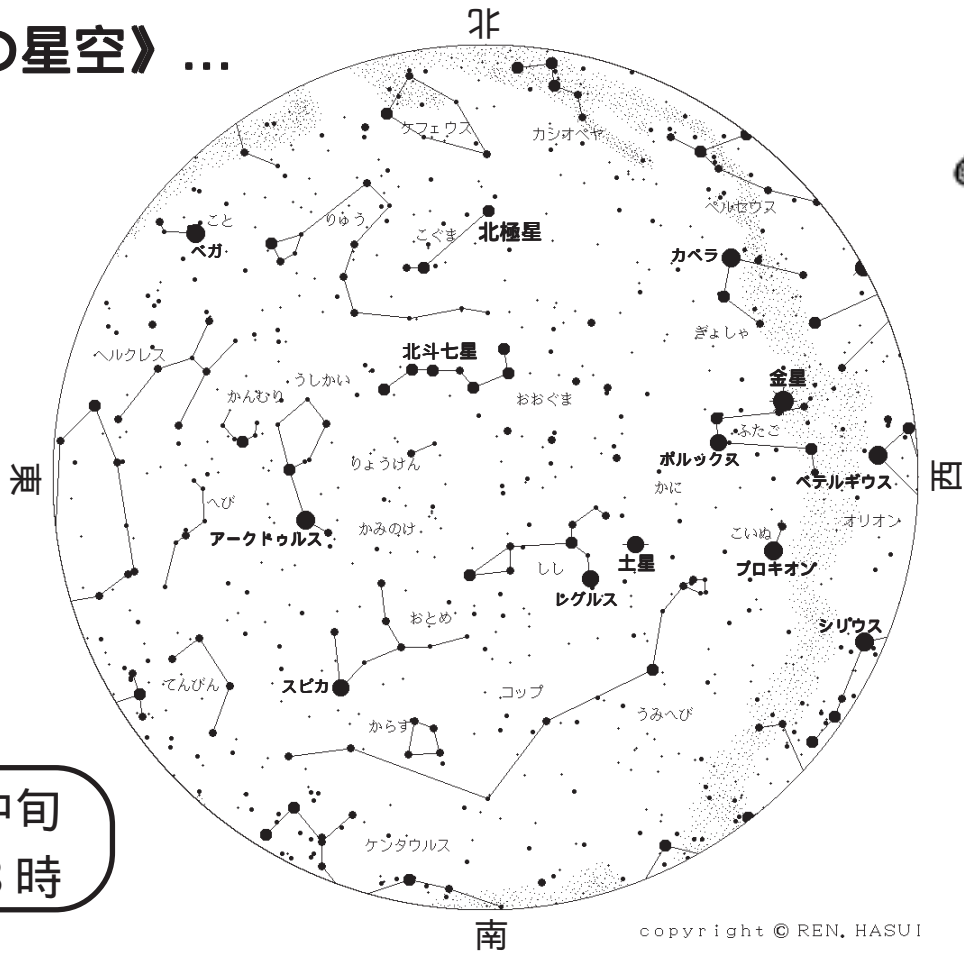 の星空》…
北
ケフェウス
カシオペヤ
ペルセウス
こと
ベガ
りゅう
こぐま
北極星
カペラ
ぎょしゃ
ヘルクレス
北斗七星
うしかい
かんむり
おおぐま
金星
ふたご
ポルックス
りょうけん
かに
ベテルギウス
東
西
へび
かみのけ
オリオン
アークトゥルス
こいぬ
プロキオン
しし
土星
レグルス
おとめ
シリウス
てんびん
スピカ
コップ
うみへび
からす
中旬
時
ケンタウルス
南
copyright © REN. HASUI